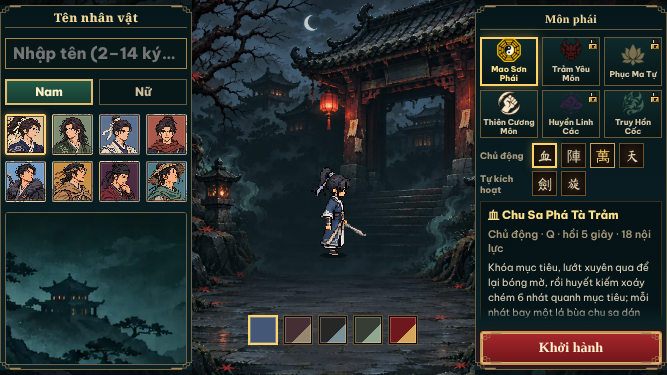 Tên nhân vật
Nhập tên (2–14 ký...
Nam
Nữ
Môn phái
Mao Sơn
Phái
Trảm Yêu
Môn
Phục Ma Tự
Thiên Cương
Môn
Huyền Linh
Các
Truy Hồn
Cốc
Chủ động
血
陣
萬
天
Tự kích
hoạt
劍
旋
血 Chu Sa Phá Tà Trảm
Chủ động · Q · hồi 5 giây · 18 nội
lực
Khóa mục tiêu, lướt xuyên qua để
lại bóng mờ, rồi huyết kiếm xoáy
chém 6 nhát quanh mục tiêu; mỗi
nhát bay một lá bùa chu sa dán
Khởi hành